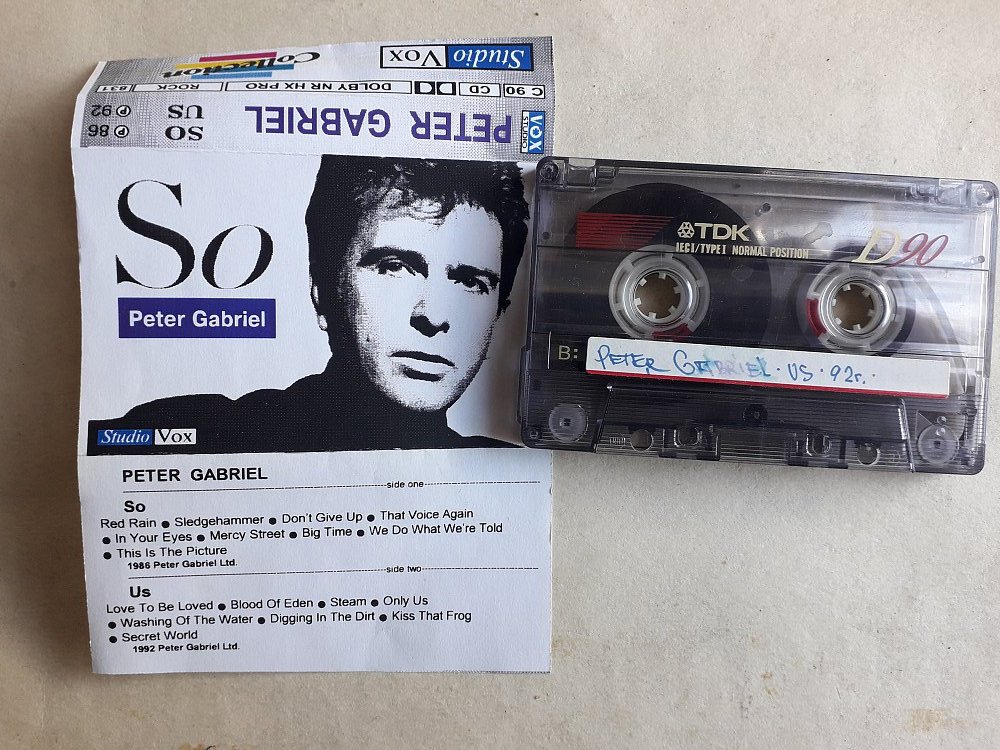 Studio Vox
Collection
C 90 CD DOLBY NR HX PRO ROCK 831
STUDIO VOX PETER GABRIEL SO US ℗ 86 ℗ 92
So
Peter Gabriel
Studio Vox
PETER GABRIEL
side one
So
Red Rain ● Sledgehammer ● Don't Give Up ● That Voice Again
● In Your Eyes ● Mercy Street ● Big Time ● We Do What We're Told
● This Is The Picture
1986 Peter Gabriel Ltd.
side two
Us
Love To Be Loved ● Blood Of Eden ● Steam ● Only Us
● Washing Of The Water ● Digging In The Dirt ● Kiss That Frog
● Secret World
1992 Peter Gabriel Ltd.
TDK
IECI/TYPE I NORMAL POSITION
D90
B: PETER GABRIEL · US · 92г.